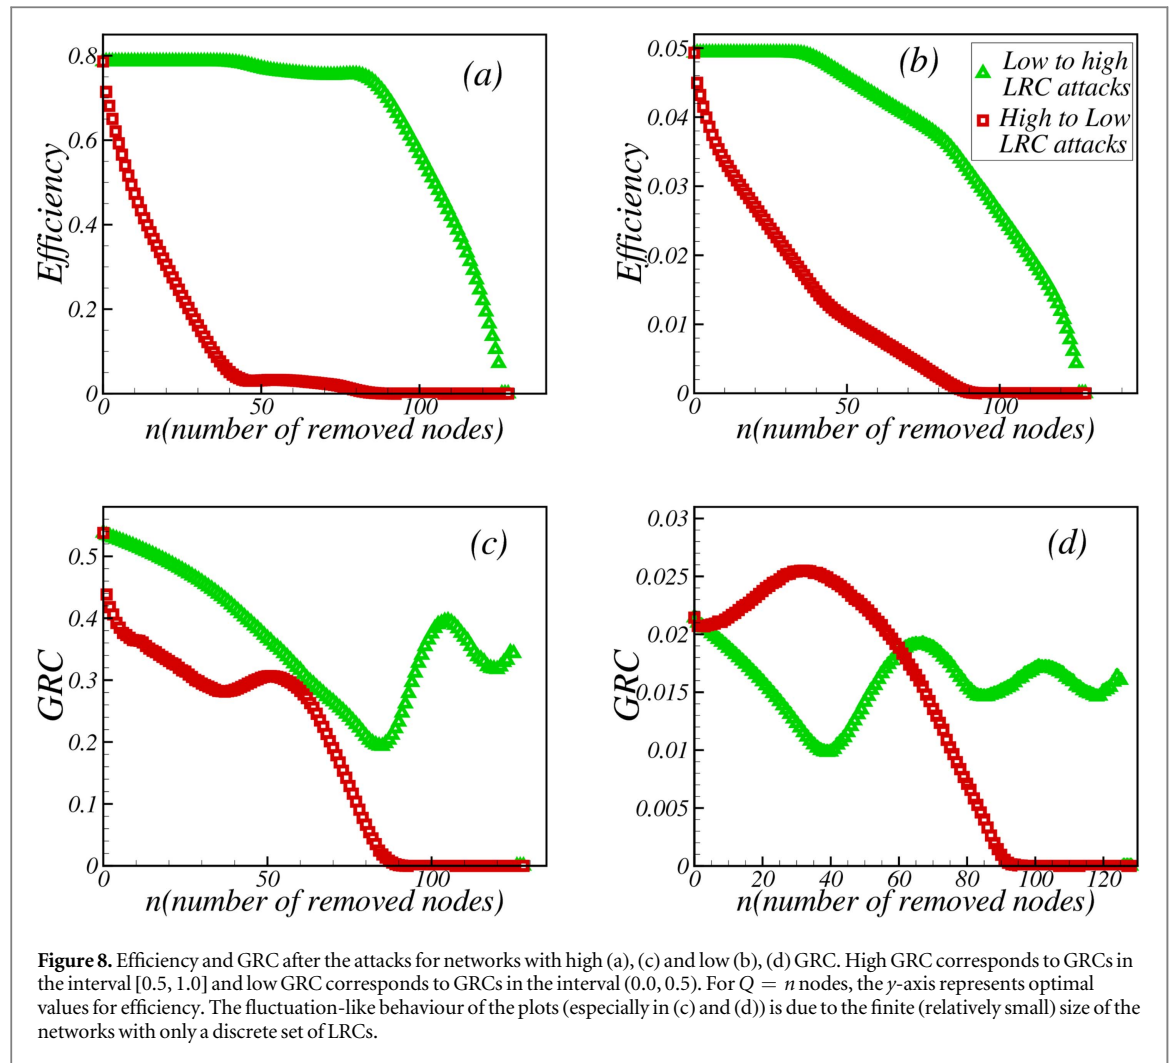 (a)
Efficiency
0.8
0.6
0.4
0.2
0
0
50
100
n(number of removed nodes)
(b)
Low to high
LRC attacks
High to Low
LRC attacks
Efficiency
0.05
0.04
0.03
0.02
0.01
0
0
50
100
n(number of removed nodes)
(c)
GRC
0.5
0.4
0.3
0.2
0.1
0
0
50
100
n(number of removed nodes)
(d)
GRC
0.03
0.025
0.02
0.015
0.01
0.005
0
0
20
40
60
80
100
120
n(number of removed nodes)
Figure 8. Efficiency and GRC after the attacks for networks with high (a), (c) and low (b), (d) GRC. High GRC corresponds to GRCs in
the interval [0.5, 1.0] and low GRC corresponds to GRCs in the interval (0.0, 0.5). For Q = n nodes, the y-axis represents optimal
values for efficiency. The fluctuation-like behaviour of the plots (especially in (c) and (d)) is due to the finite (relatively small) size of the
networks with only a discrete set of LRCs.